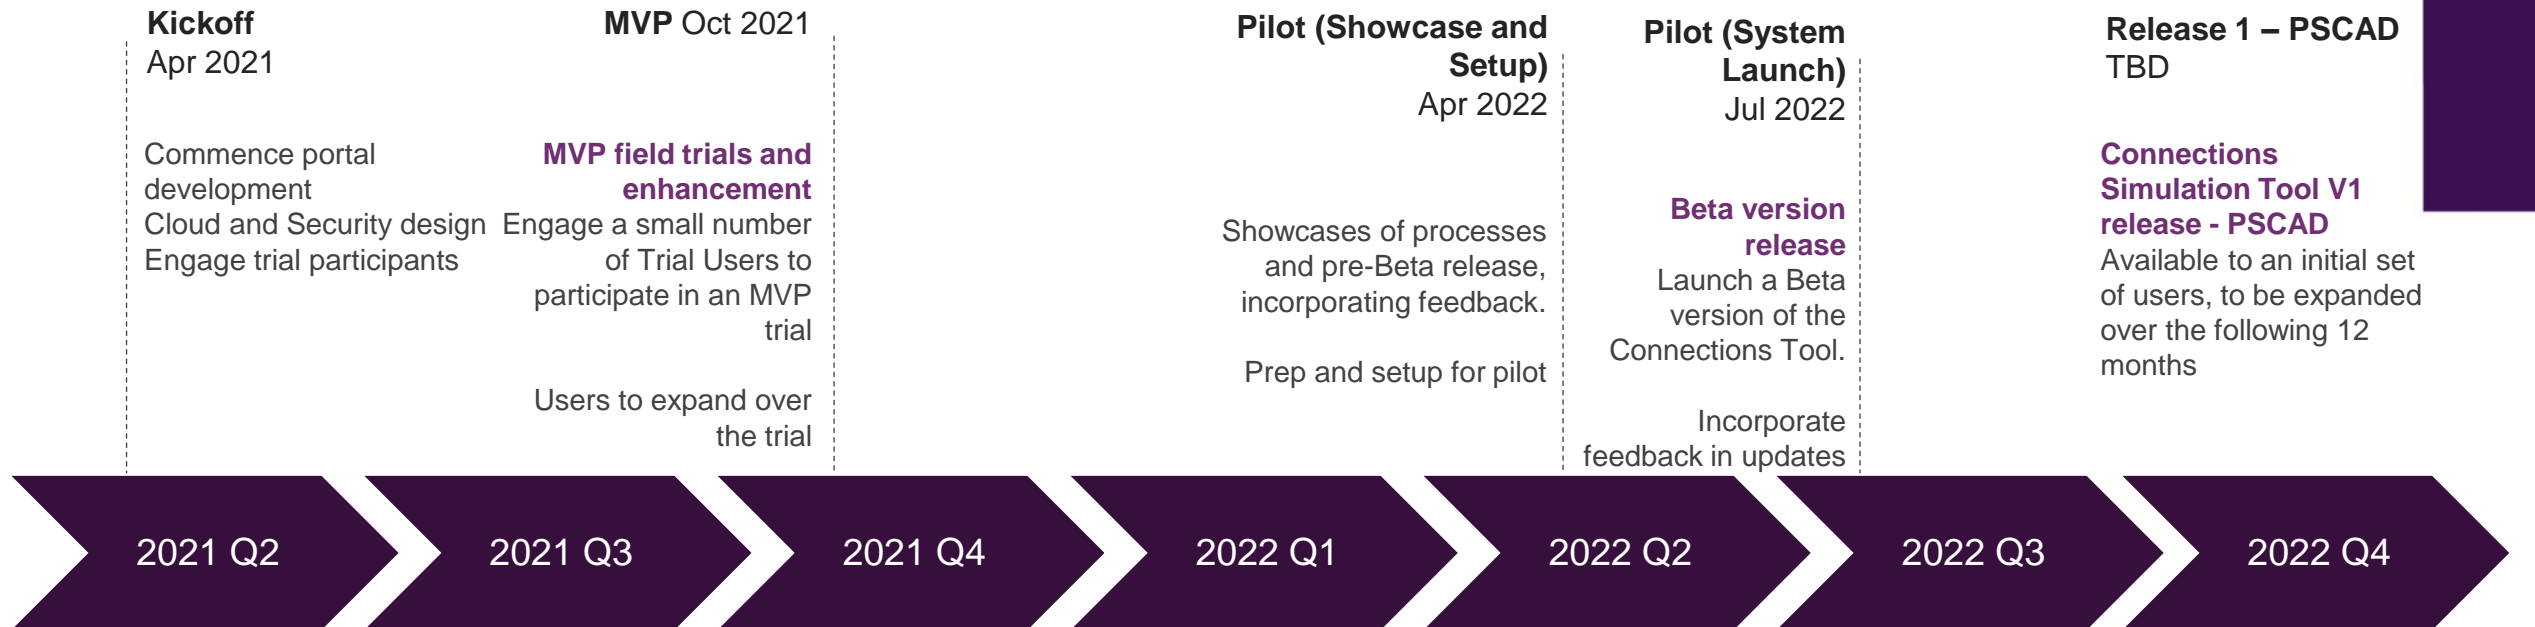 Kickoff
Apr 2021
Commence portal
development
Cloud and Security design
Engage trial participants
MVP Oct 2021
MVP field trials and
enhancement
Engage a small number
of Trial Users to
participate in an MVP
trial
Users to expand over
the trial
Pilot (Showcase and
Setup)
Apr 2022
Showcases of processes
and pre-Beta release,
incorporating feedback.
Prep and setup for pilot
Pilot (System
Launch)
Jul 2022
Beta version
release
Launch a Beta
version of the
Connections Tool.
Incorporate
feedback in updates
Release 1 – PSCAD
TBD
Connections
Simulation Tool V1
release - PSCAD
Available to an initial set
of users, to be expanded
over the following 12
months
2021 Q2
2021 Q3
2021 Q4
2022 Q1
2022 Q2
2022 Q3
2022 Q4